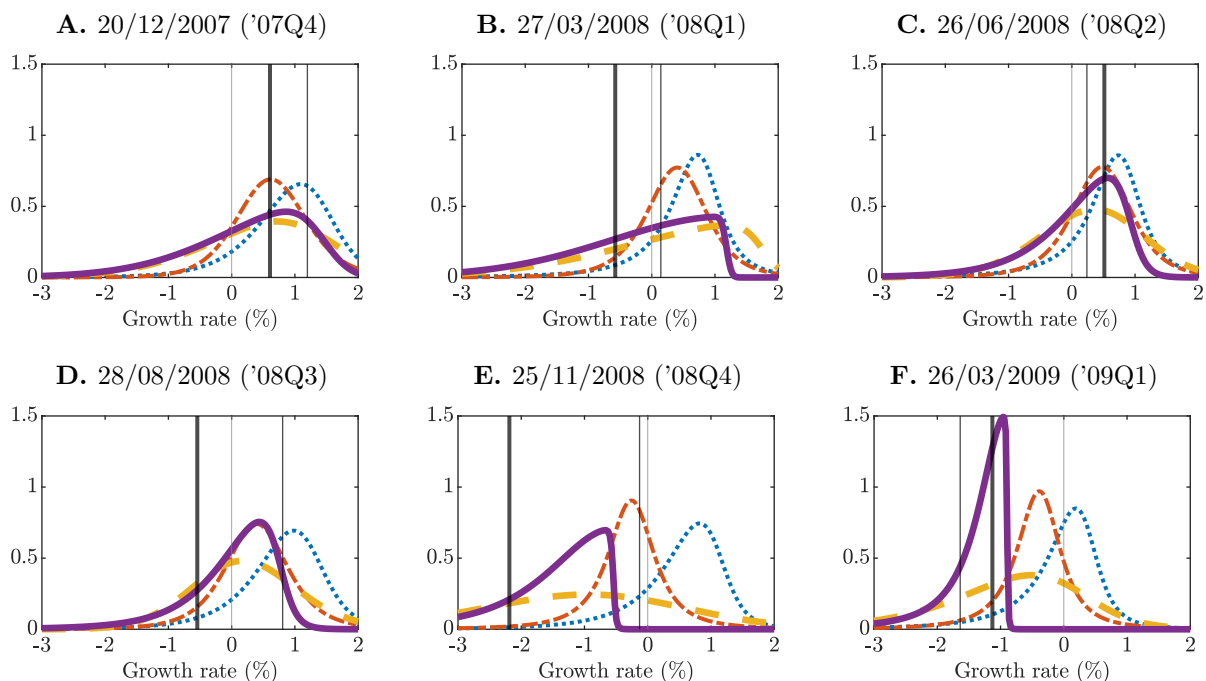 A. 20/12/2007 ('07Q4)
1.5
1
0.5
0
-3 -2 -1 0 1 2
Growth rate (%)
B. 27/03/2008 ('08Q1)
1.5
1
0.5
0
-3 -2 -1 0 1 2
Growth rate (%)
C. 26/06/2008 ('08Q2)
1.5
1
0.5
0
-3 -2 -1 0 1 2
Growth rate (%)
D. 28/08/2008 ('08Q3)
1.5
1
0.5
0
-3 -2 -1 0 1 2
Growth rate (%)
E. 25/11/2008 ('08Q4)
1.5
1
0.5
0
-3 -2 -1 0 1 2
Growth rate (%)
F. 26/03/2009 ('09Q1)
1.5
1
0.5
0
-3 -2 -1 0 1 2
Growth rate (%)